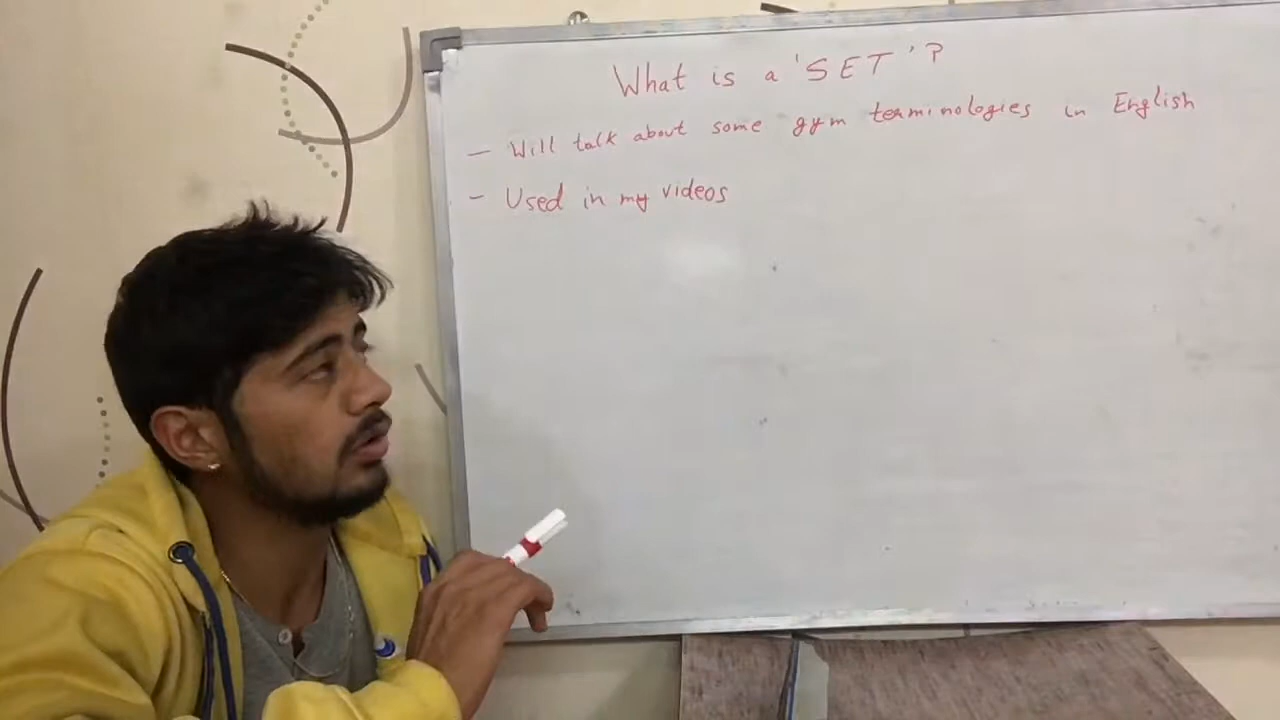 What is a 'SET'?
- Will talk about some gym terminologies in English
- Used in my videos